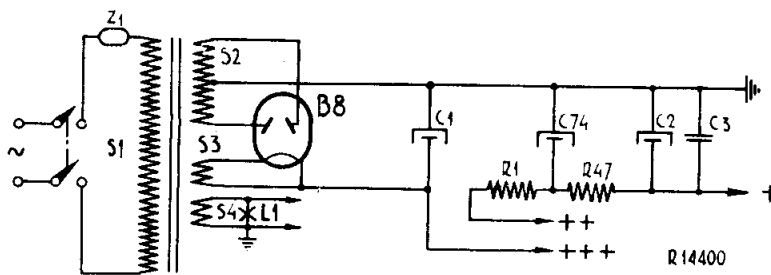 Z1
S2
B8
S1
S3
C1
C74
C2
C3
~
R1
R47
+
S4
L1
++
+++
R14400